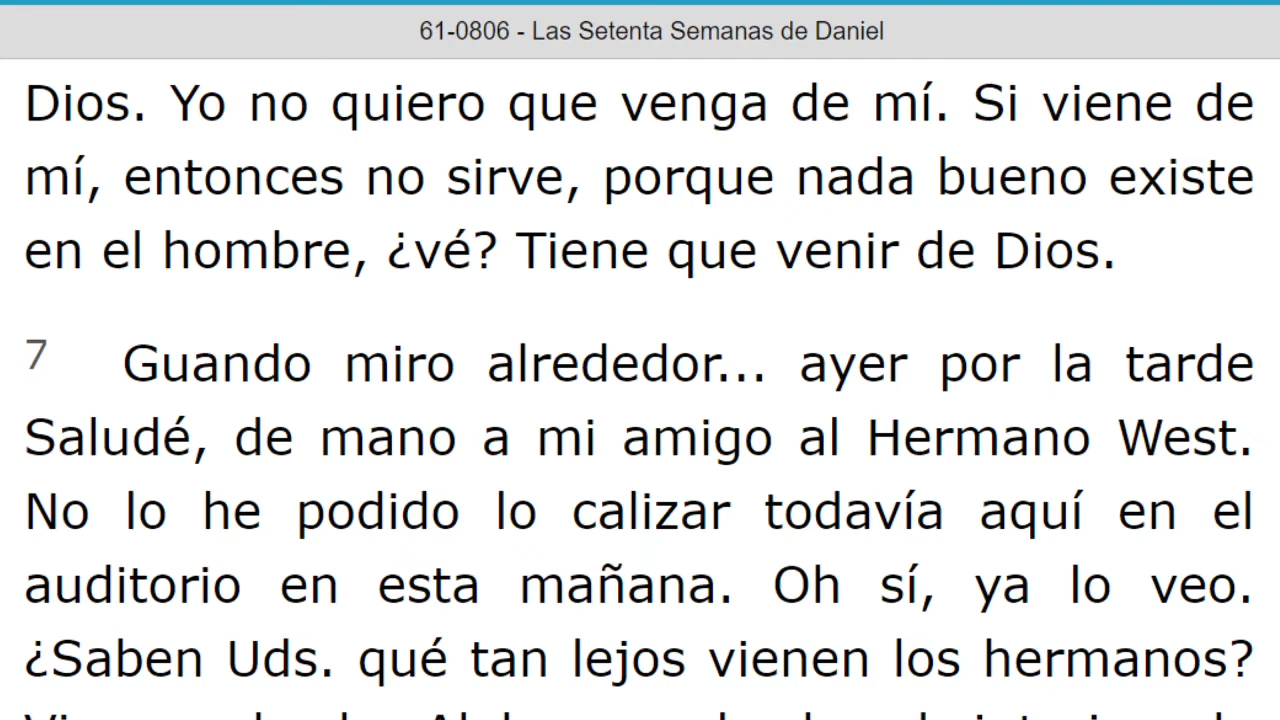 61-0806 - Las Setenta Semanas de Daniel
Dios. Yo no quiero que venga de mí. Si viene de
mí, entonces no sirve, porque nada bueno existe
en el hombre, ¿vé? Tiene que venir de Dios.
7 Guando miro alrededor... ayer por la tarde
Saludé, de mano a mi amigo al Hermano West.
No lo he podido lo calizar todavía aquí en el
auditorio en esta mañana. Oh sí, ya lo veo.
¿Saben Uds. qué tan lejos vienen los hermanos?